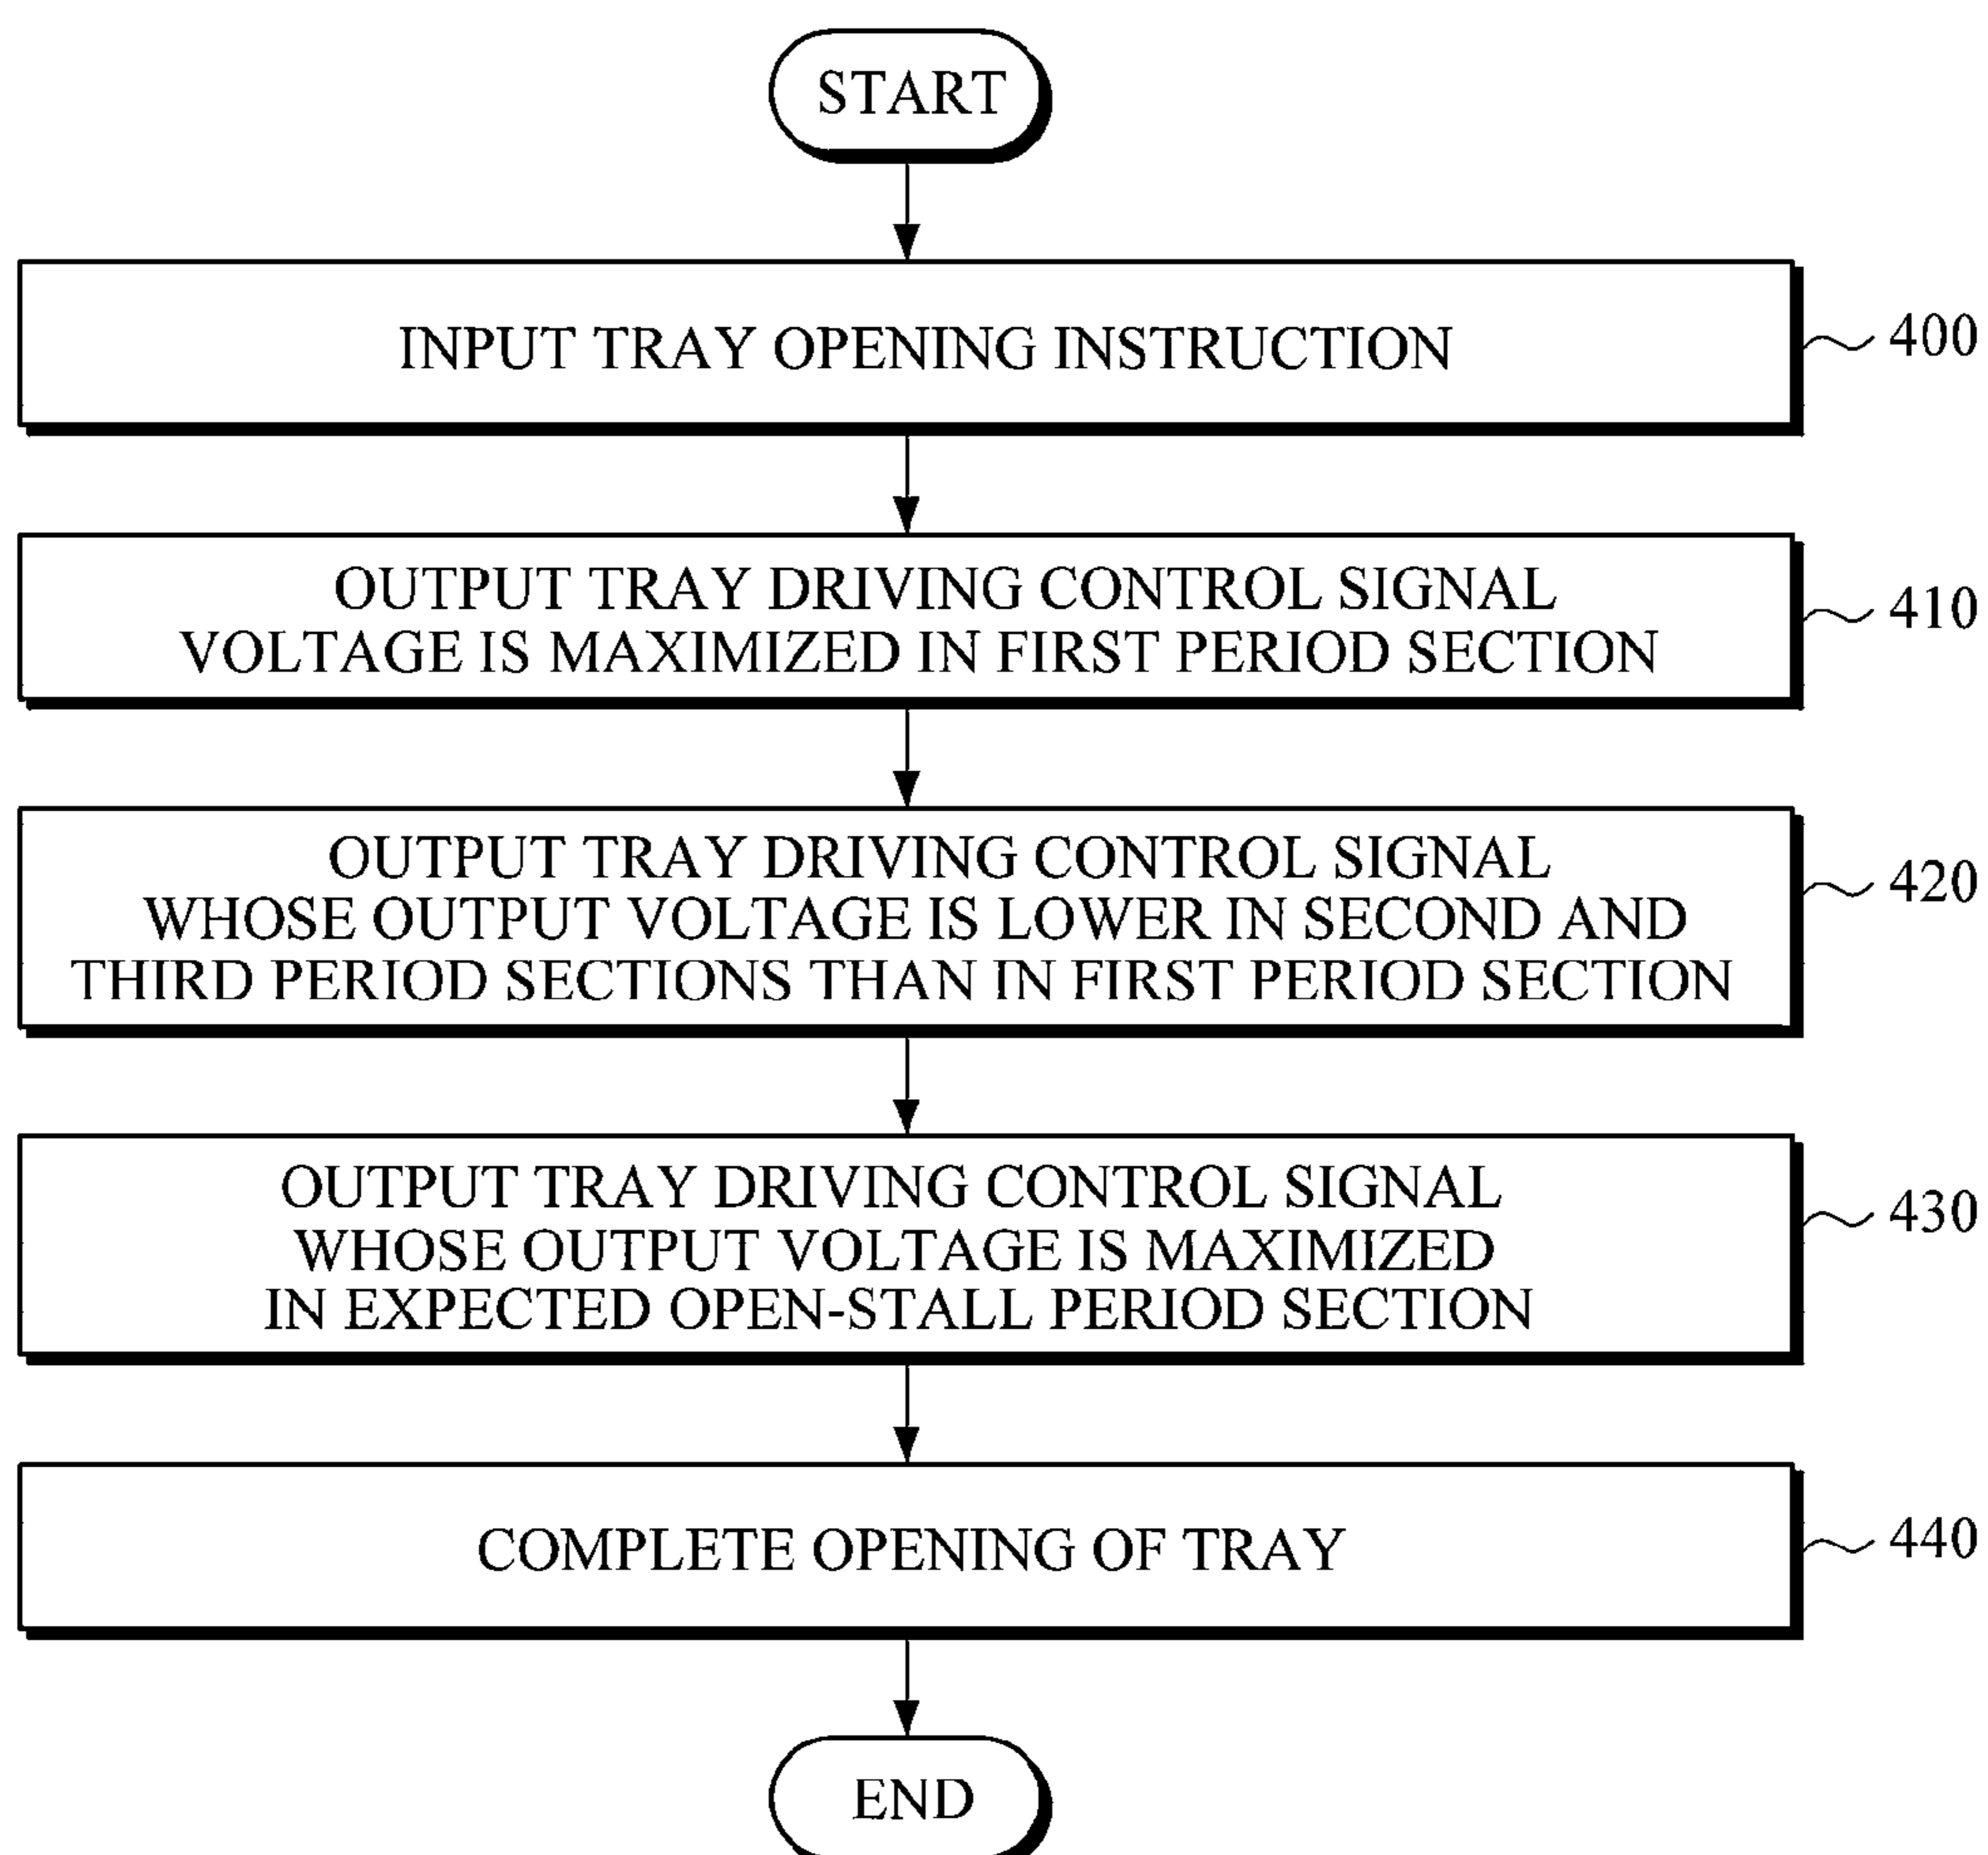 START
INPUT TRAY OPENING INSTRUCTION
400
OUTPUT TRAY DRIVING CONTROL SIGNAL
VOLTAGE IS MAXIMIZED IN FIRST PERIOD SECTION
410
OUTPUT TRAY DRIVING CONTROL SIGNAL
WHOSE OUTPUT VOLTAGE IS LOWER IN SECOND AND
THIRD PERIOD SECTIONS THAN IN FIRST PERIOD SECTION
420
OUTPUT TRAY DRIVING CONTROL SIGNAL
WHOSE OUTPUT VOLTAGE IS MAXIMIZED
IN EXPECTED OPEN-STALL PERIOD SECTION
430
COMPLETE OPENING OF TRAY
440
END